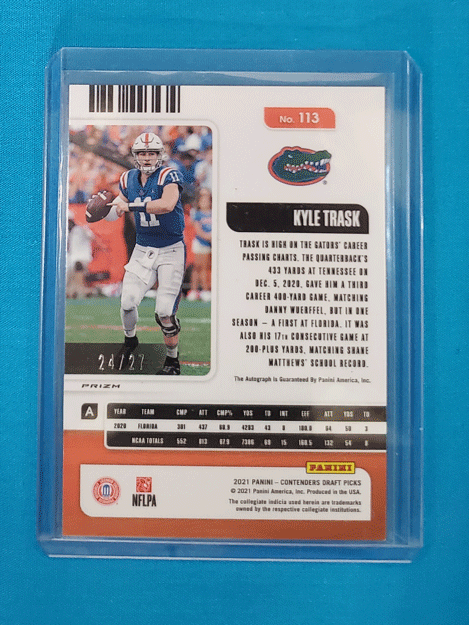 No. 113
11
KYLE TRASK
TRASK IS HIGH ON THE GATORS' CAREER
PASSING CHARTS. THE QUARTERBACK'S
433 YARDS AT TENNESSEE ON
DEC. 5, 2020, GAVE HIM A THIRD
CAREER 400-YARD GAME, MATCHING
DANNY WUERFFEL, BUT IN ONE
SEASON – A FIRST AT FLORIDA. IT WAS
ALSO HIS 17TH CONSECUTIVE GAME AT
200-PLUS YARDS, MATCHING SHANE
MATTHEWS' SCHOOL RECORD.
The Autograph is Guaranteed By Panini America, Inc.
24/27
PRIZM
A
YEAR TEAM CMP ATT CMP% YDS TD INT EFF ATT YDS TD
2020 FLORIDA 301 437 68.9 4283 43 8 180.0 64 50 3
NCAA TOTALS 552 813 67.9 7386 69 15 168.5 132 54 8
PANINI
NFLPA
2021 PANINI – CONTENDERS DRAFT PICKS
© 2021 Panini America, Inc. Produced in the USA.
The collegiate indicia used herein are trademarks
owned by the respective collegiate institutions.